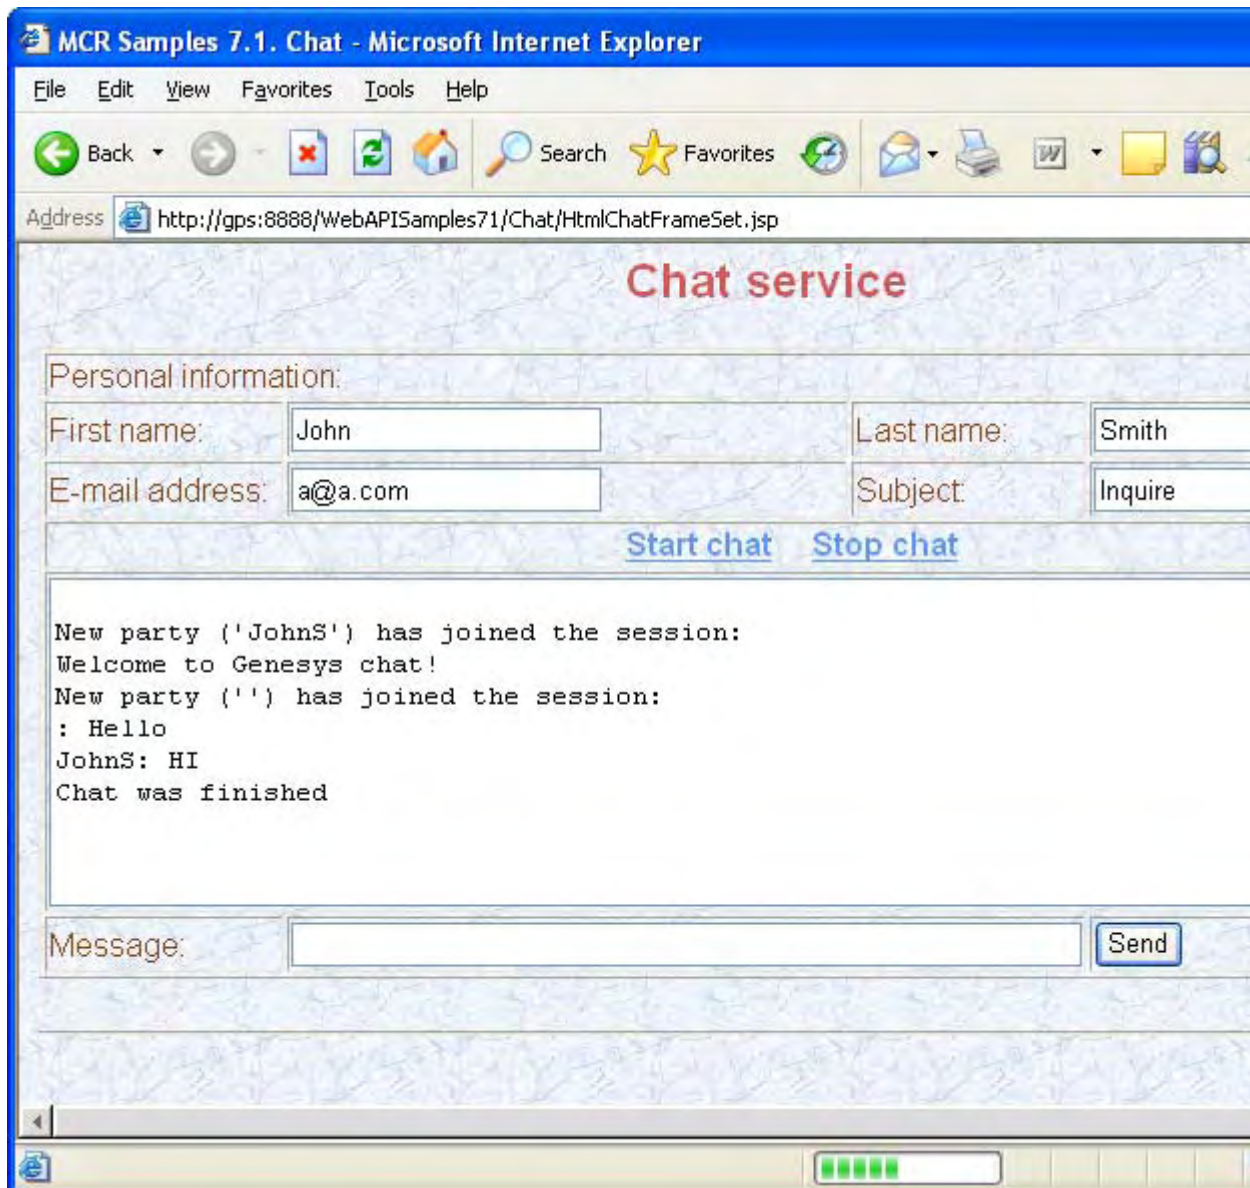 MCR Samples 7.1. Chat - Microsoft Internet Explorer
File Edit View Favorites Tools Help
Back Search Favorites W
Address http://gps:8888/WebAPISamples71/Chat/HtmlChatFrameSet.jsp
Chat service
Personal information:
First name: John Last name: Smith
E-mail address: a@a.com Subject: Inquire
Start chat Stop chat
New party ('JohnS') has joined the session:
Welcome to Genesys chat!
New party ('') has joined the session:
: Hello
JohnS: HI
Chat was finished
Message: Send